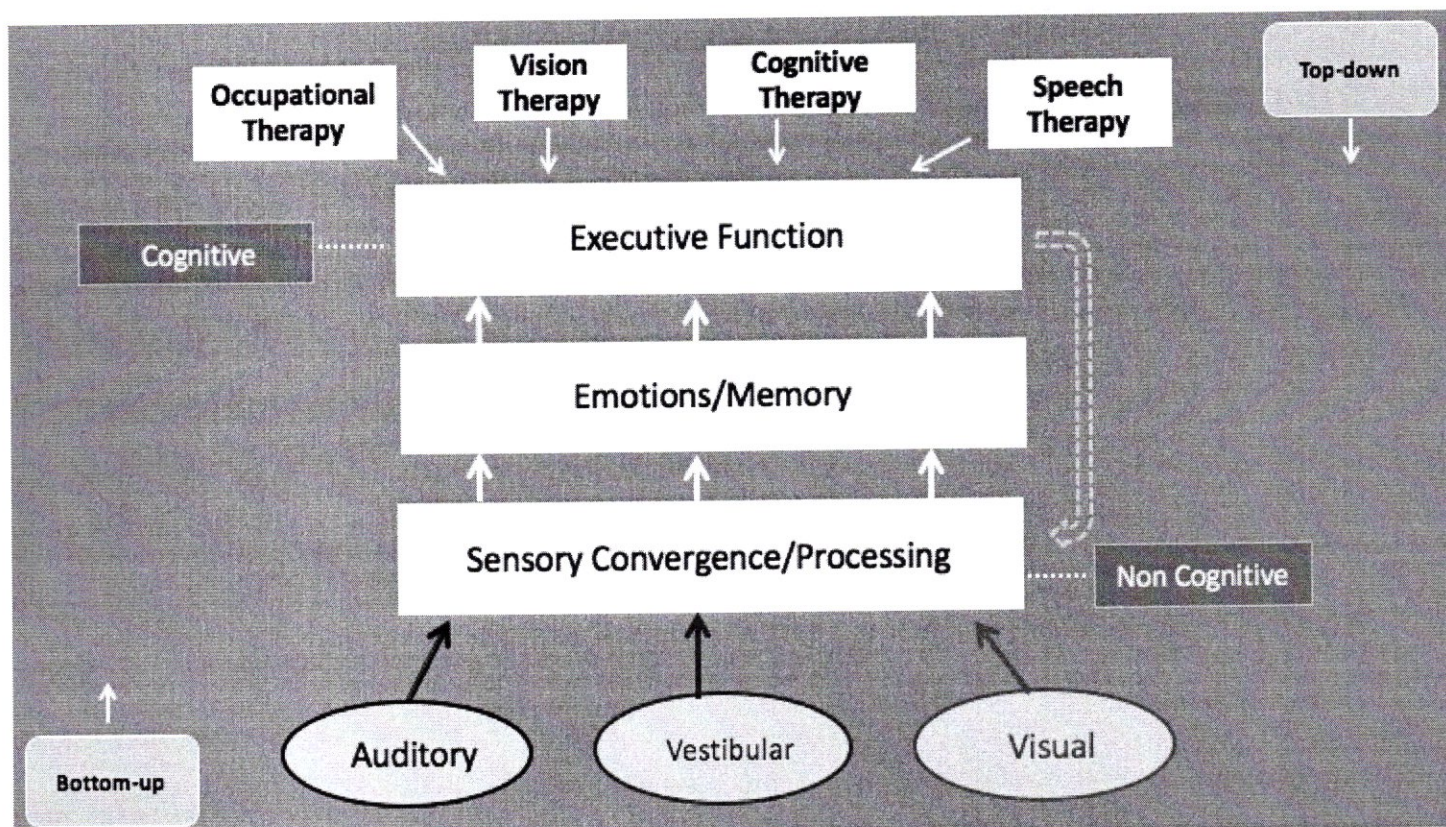 Occupational
Therapy
Vision
Therapy
Cognitive
Therapy
Speech
Therapy
Top-down
Executive Function
Cognitive
Emotions/Memory
Sensory Convergence/Processing
Non Cognitive
Auditory
Vestibular
Visual
Bottom-up